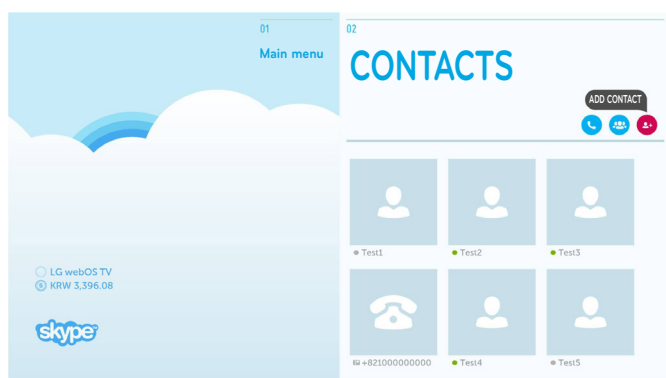 01
Main menu
LG webOS TV
KRW 3,396.08
skype
02
CONTACTS
ADD CONTACT
Test1
Test2
Test3
+821000000000
Test4
Test5